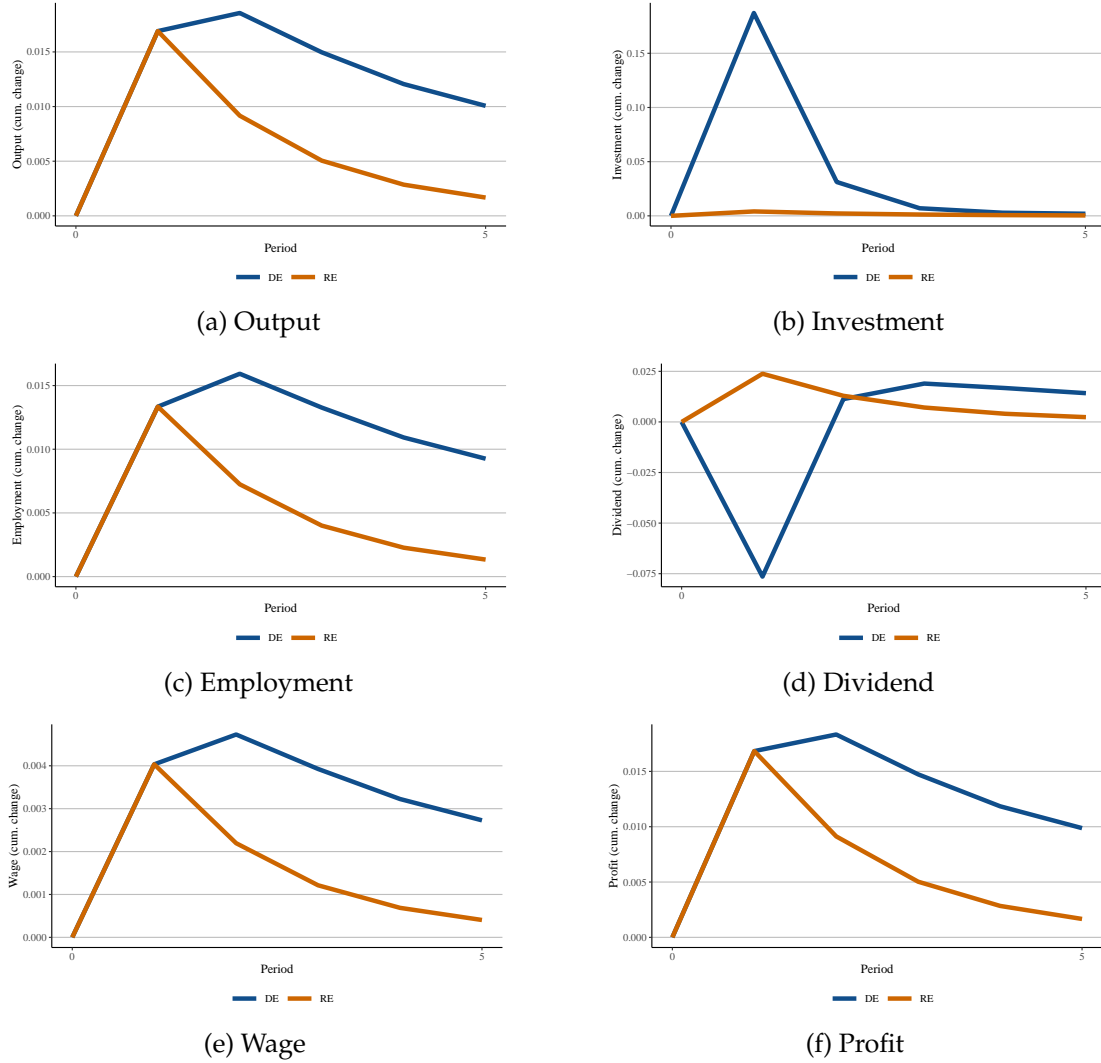 Output (cum. change)
0.015
0.010
0.005
0.000
0
5
Period
DE RE
(a) Output
Investment (cum. change)
0.15
0.10
0.05
0.00
0
5
Period
DE RE
(b) Investment
Employment (cum. change)
0.015
0.010
0.005
0.000
0
5
Period
DE RE
(c) Employment
Dividend (cum. change)
0.025
0.000
−0.025
−0.050
−0.075
0
5
Period
DE RE
(d) Dividend
Wage (cum. change)
0.004
0.003
0.002
0.001
0.000
0
5
Period
DE RE
(e) Wage
Profit (cum. change)
0.015
0.010
0.005
0.000
0
5
Period
DE RE
(f) Profit